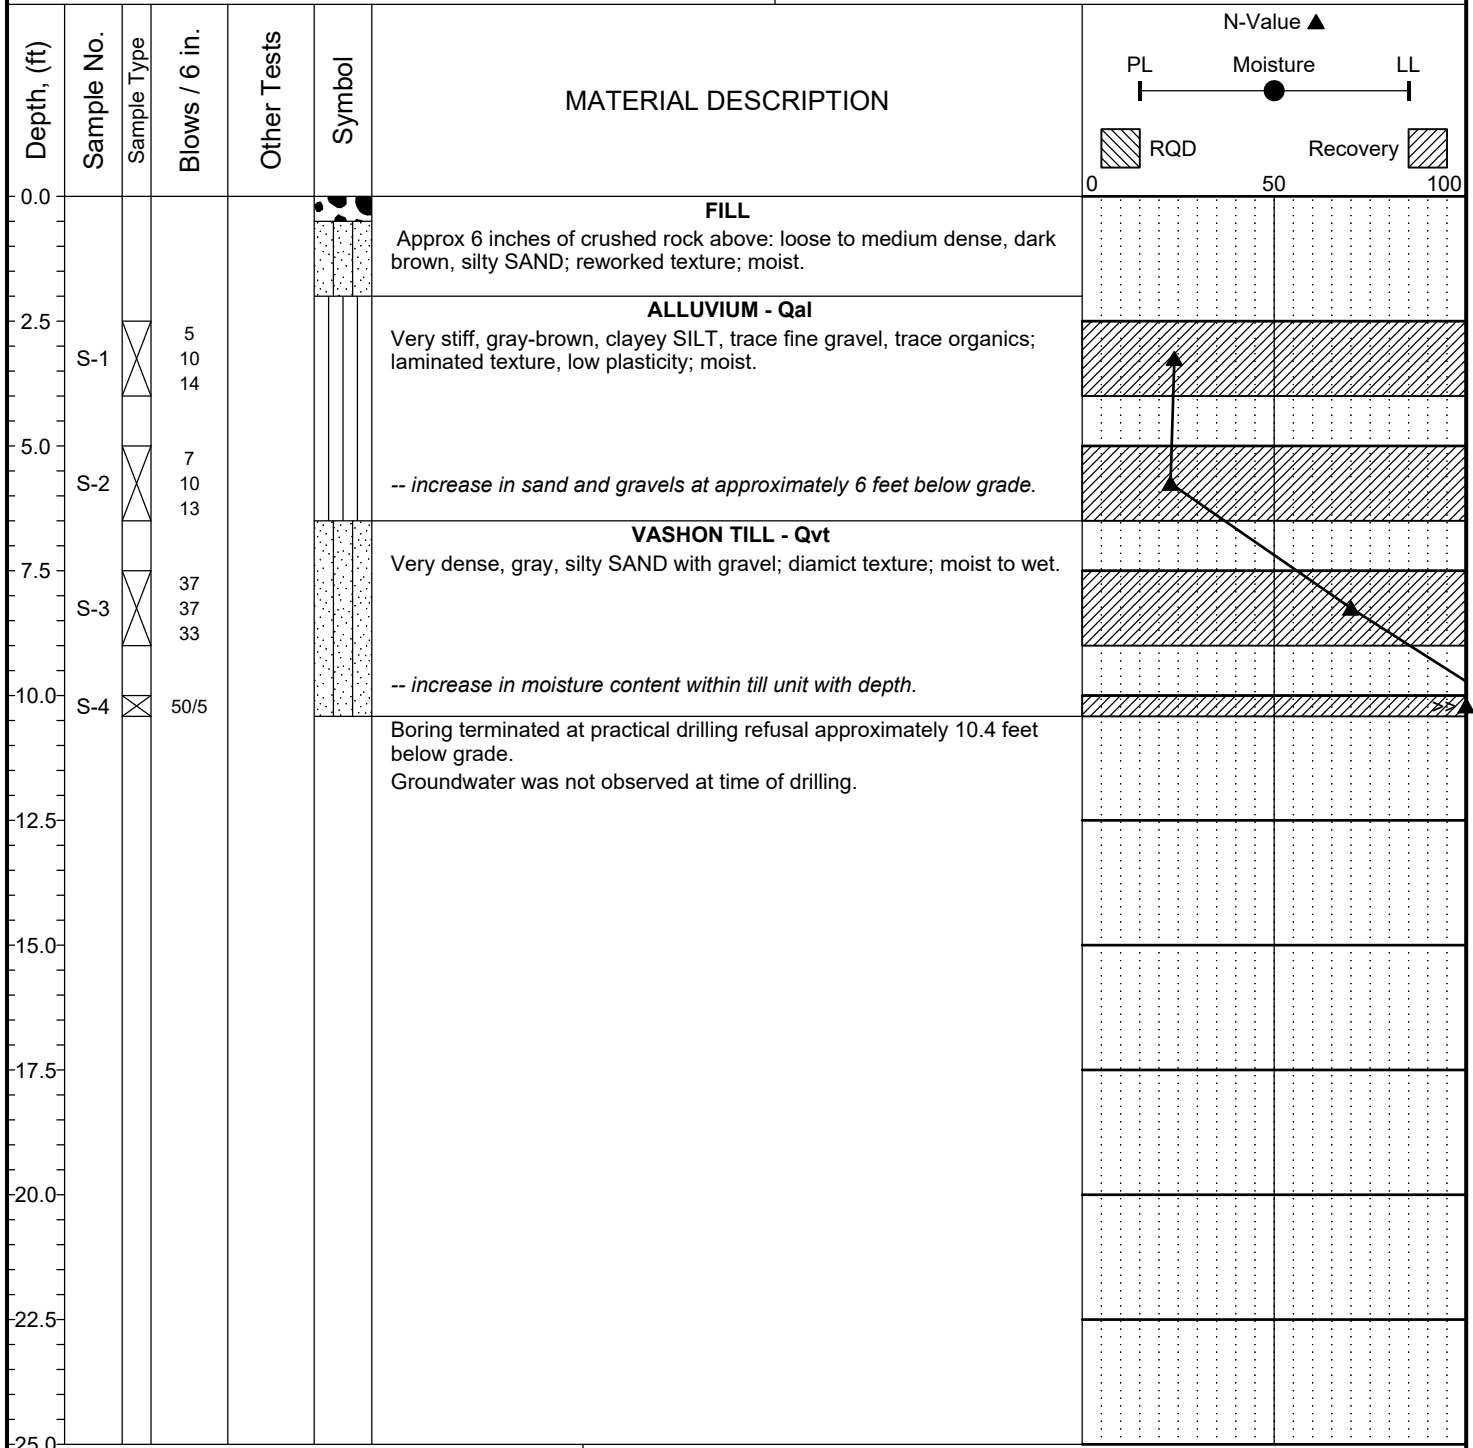 Depth, (ft)
Sample No.
Sample Type
Blows / 6 in.
Other Tests
Symbol
MATERIAL DESCRIPTION
N-Value ▲
PL Moisture LL
RQD Recovery
0 50 100
0.0
FILL
Approx 6 inches of crushed rock above: loose to medium dense, dark
brown, silty SAND; reworked texture; moist.
ALLUVIUM - Qal
2.5
5
Very stiff, gray-brown, clayey SILT, trace fine gravel, trace organics;
S-1 10
laminated texture, low plasticity; moist.
14
5.0
7
S-2 10
-- increase in sand and gravels at approximately 6 feet below grade.
13
VASHON TILL - Qvt
Very dense, gray, silty SAND with gravel; diamict texture; moist to wet.
7.5
37
S-3 37
33
-- increase in moisture content within till unit with depth.
10.0
S-4 50/5 >>
Boring terminated at practical drilling refusal approximately 10.4 feet
below grade.
Groundwater was not observed at time of drilling.
12.5
15.0
17.5
20.0
22.5
25.0